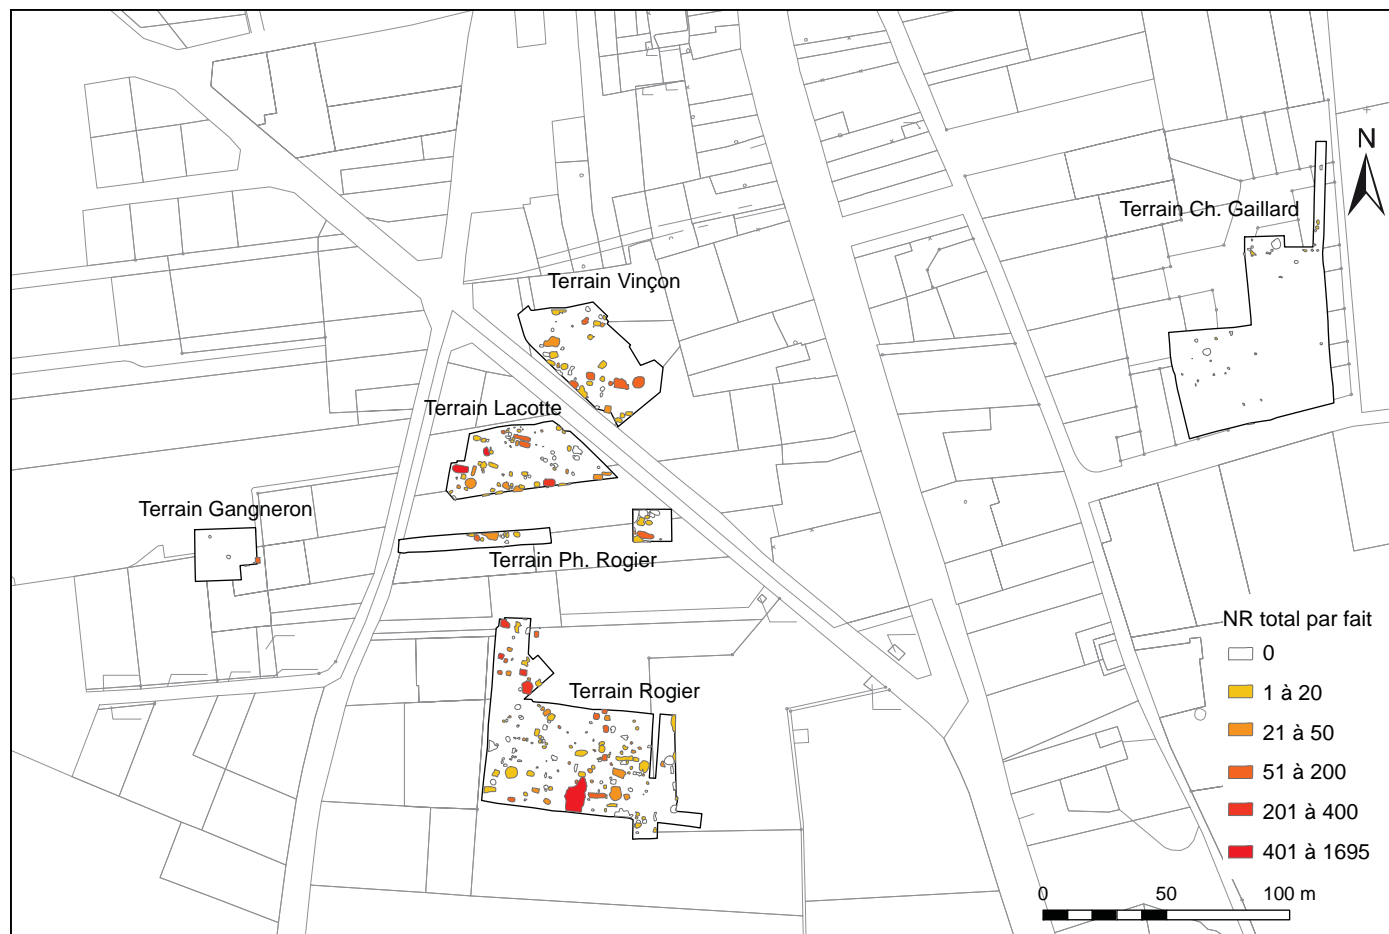 N
Terrain Ch. Gaillard
Terrain Vinçon
Terrain Lacotte
Terrain Gangneron
Terrain Ph. Rogier
Terrain Rogier
NR total par fait
0
1 à 20
21 à 50
51 à 200
201 à 400
401 à 1695
0 50 100 m